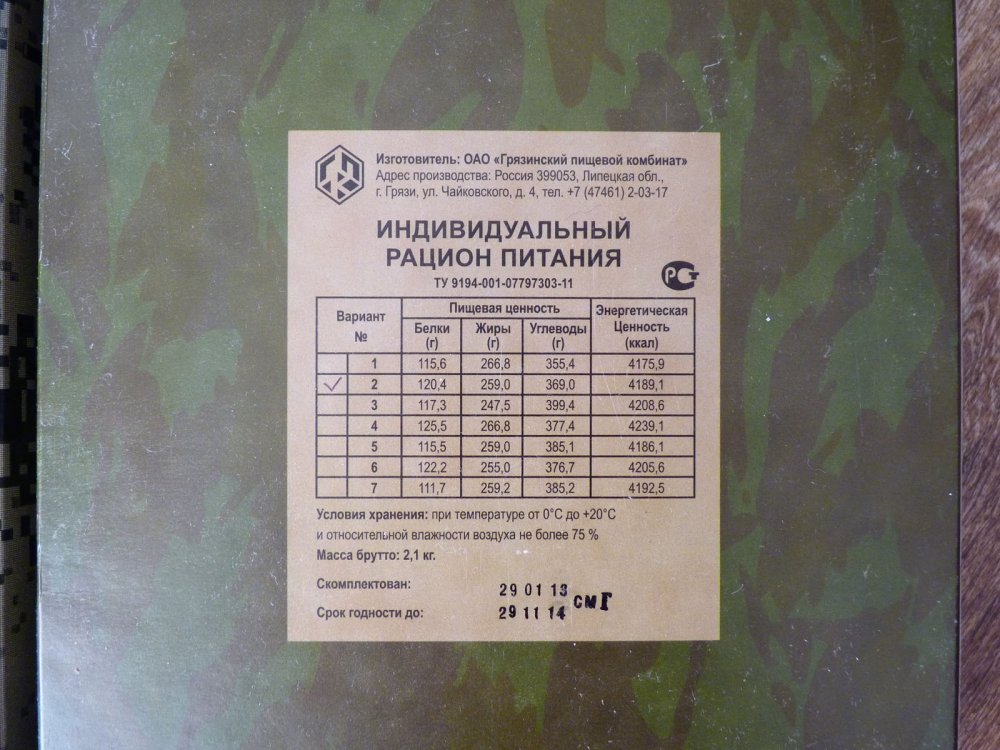 Изготовитель: ОАО «Грязинский пищевой комбинат»
Адрес производства: Россия 399053, Липецкая обл.,
г. Грязи, ул. Чайковского, д. 4, тел. +7 (47461) 2-03-17
ИНДИВИДУАЛЬНЫЙ
РАЦИОН ПИТАНИЯ
РСТ
ТУ 9194-001-07797303-11
Вариант № Пищевая ценность Энергетическая Ценность (ккал)
Белки (г) Жиры (г) Углеводы (г)
1 115,6 266,8 355,4 4175,9
2 120,4 259,0 369,0 4189,1
3 117,3 247,5 399,4 4208,6
4 125,5 266,8 377,4 4239,1
5 115,5 259,0 385,1 4186,1
6 122,2 255,0 376,7 4205,6
7 111,7 259,2 385,2 4192,5
Условия хранения: при температуре от 0°C до +20°C
и относительной влажности воздуха не более 75 %
Масса брутто: 2,1 кг.
Скомплектован: 29 01 13
Срок годности до: 29 11 14 СМГ